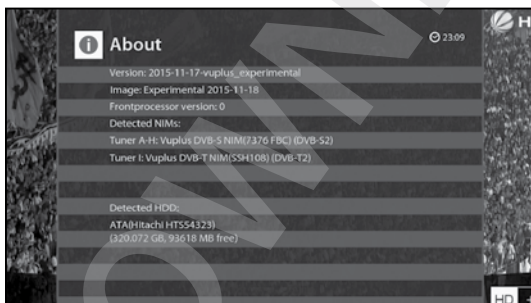 About
23:09
H
Version: 2015-11-17-vuplus_experimental
Image: Experimental 2015-11-18
Frontprocessor version: 0
Detected NIMs:
Tuner A-H: Vuplus DVB-S NIM(7376 FBC) (DVB-S2)
Tuner I: Vuplus DVB-T NIM(SSH108) (DVB-T2)
Detected HDD:
ATA(Hitachi HTS54323)
(320.072 GB, 93618 MB free)
HD